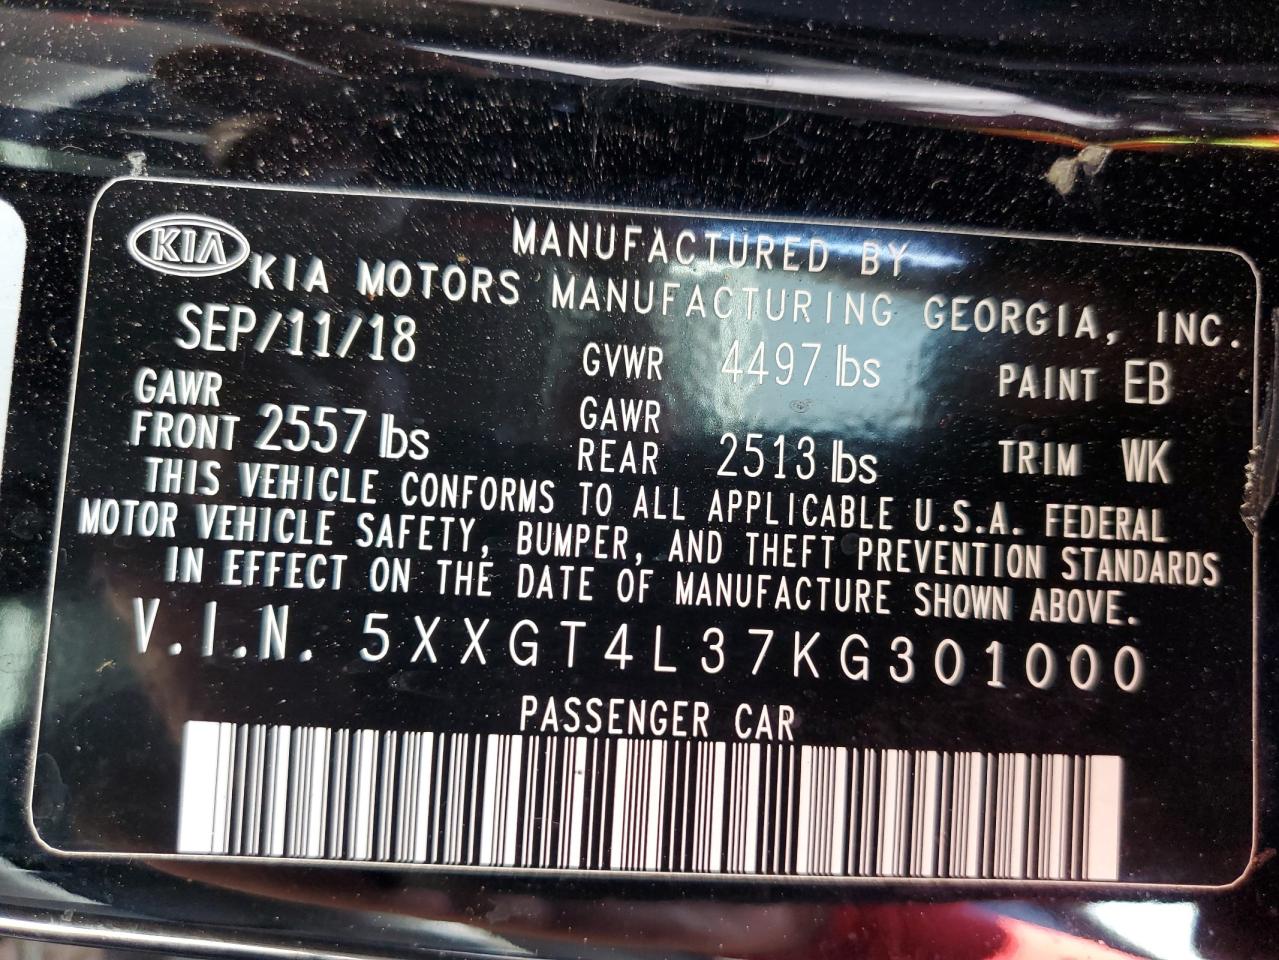 KIA
MANUFACTURED BY
KIA MOTORS MANUFACTURING GEORGIA, INC.
SEP/11/18 GVWR 4497 lbs PAINT EB
GAWR FRONT 2557 lbs GAWR REAR 2513 lbs TRIM WK
THIS VEHICLE CONFORMS TO ALL APPLICABLE U.S.A. FEDERAL
MOTOR VEHICLE SAFETY, BUMPER, AND THEFT PREVENTION STANDARDS
IN EFFECT ON THE DATE OF MANUFACTURE SHOWN ABOVE.
V.I.N. 5XXGT4L37KG301000
PASSENGER CAR